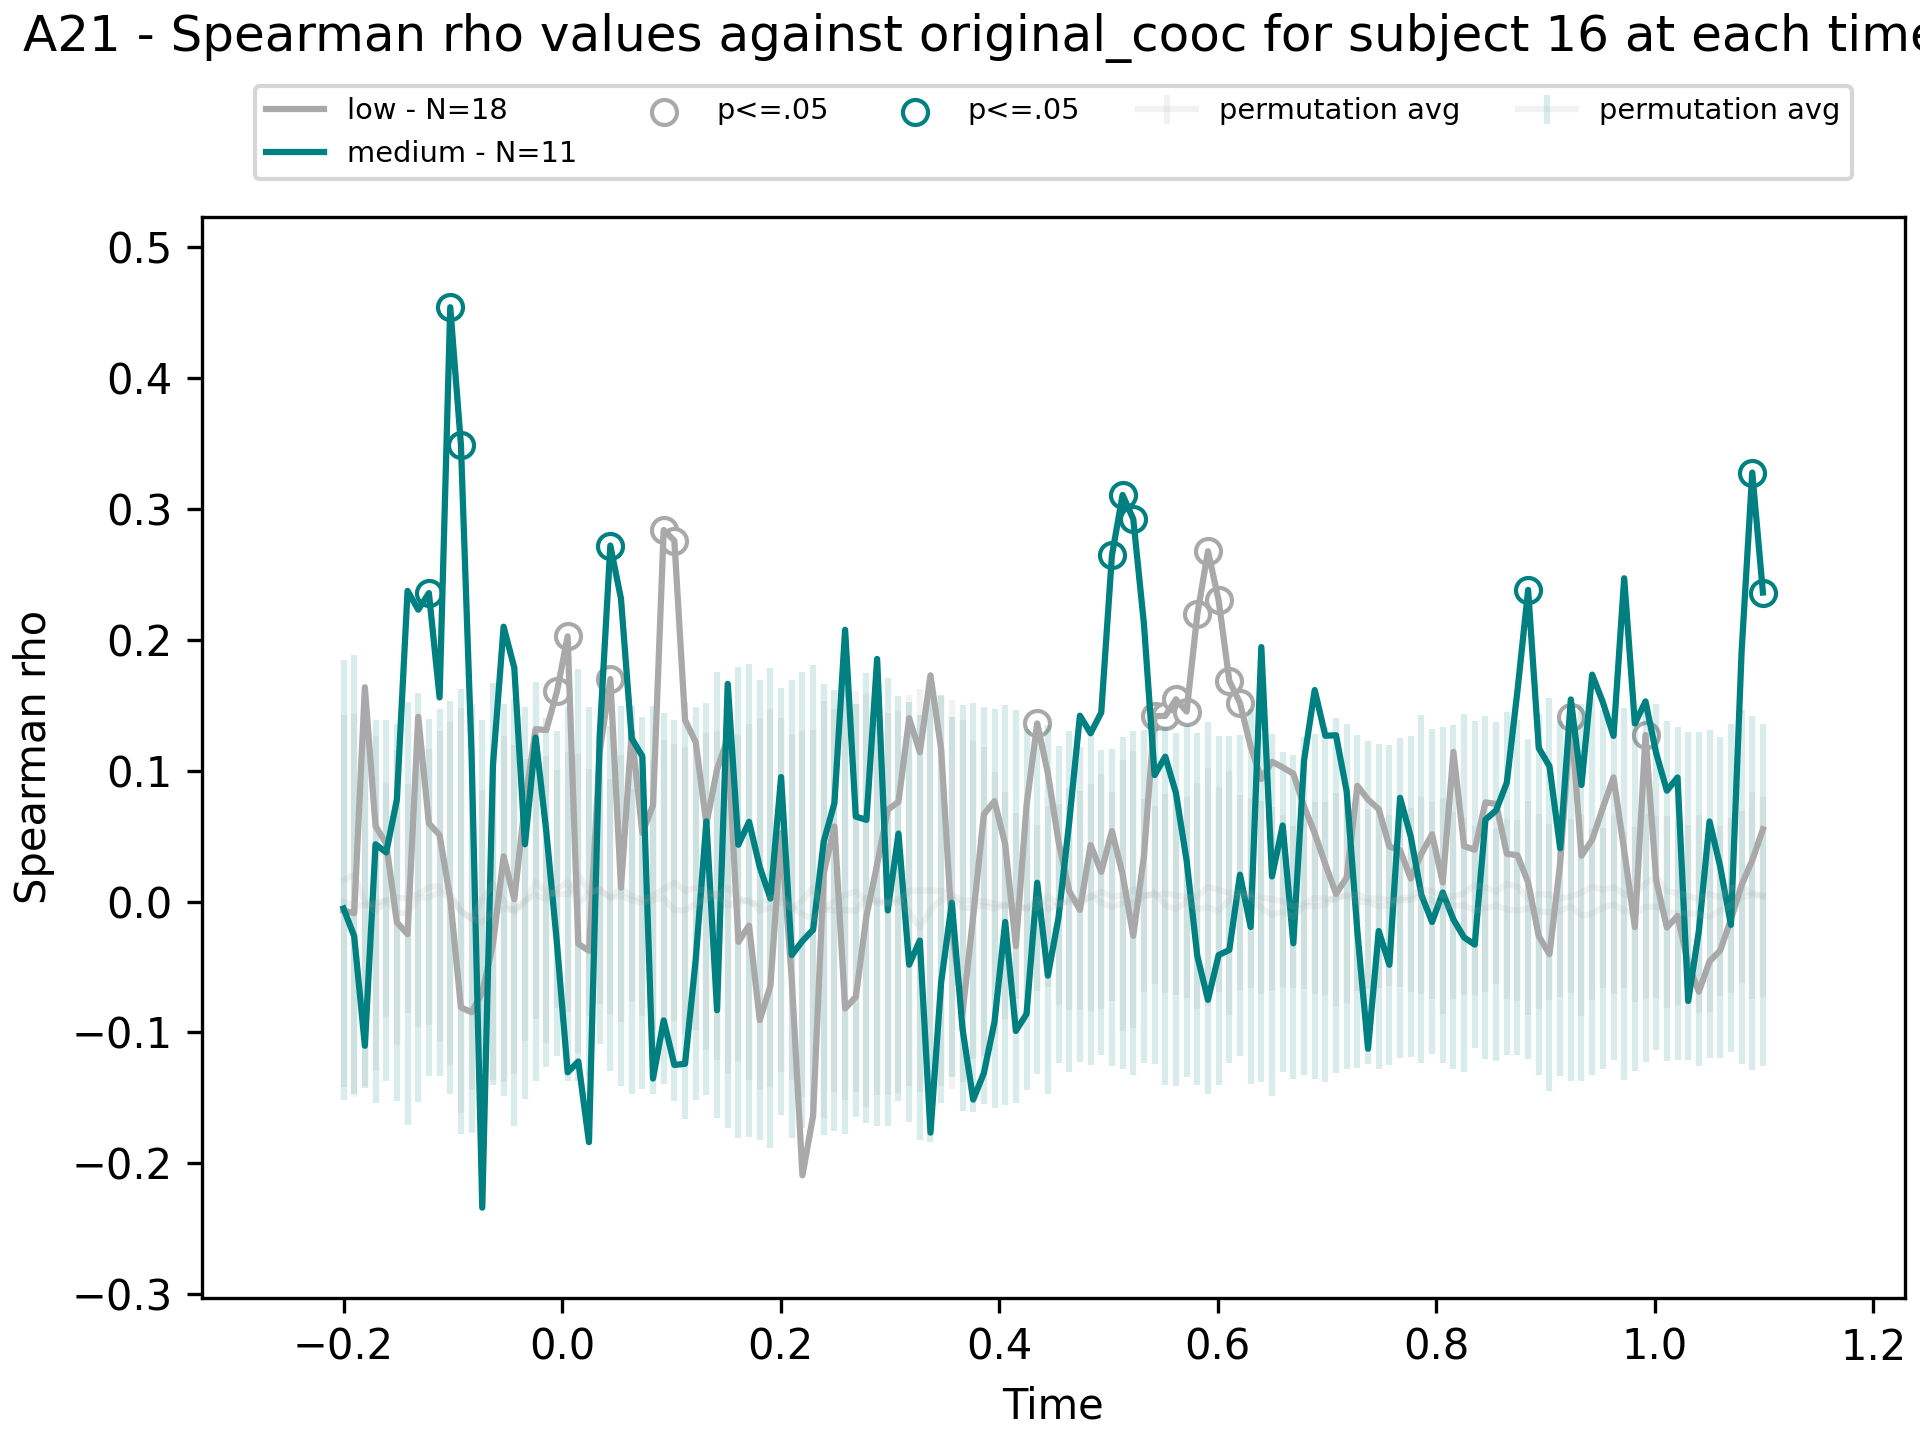 A21 - Spearman rho values against original_cooc for subject 16 at each time
low - N=18
medium - N=11
p<=.05
p<=.05
permutation avg
permutation avg
Spearman rho
0.5
0.4
0.3
0.2
0.1
0.0
−0.1
−0.2
−0.3
−0.2 0.0 0.2 0.4 0.6 0.8 1.0 1.2
Time